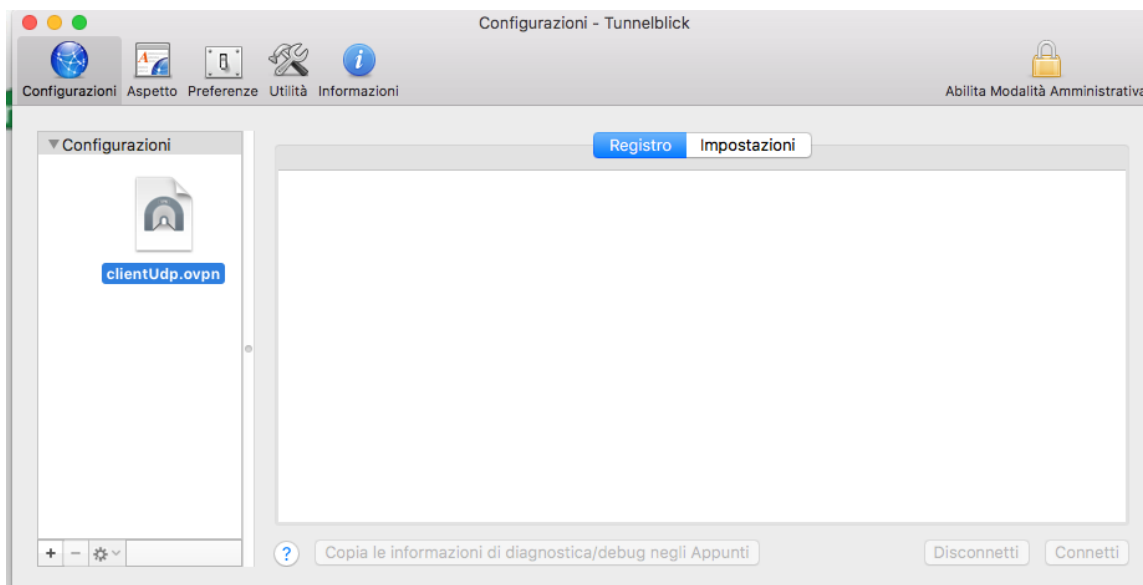 Configurazioni - Tunnelblick
Configurazioni Aspetto Preferenze Utilità Informazioni Abilita Modalità Amministrativa
Configurazioni
Registro Impostazioni
clientUdp.ovpn
Copia le informazioni di diagnostica/debug negli Appunti Disconnetti Connetti